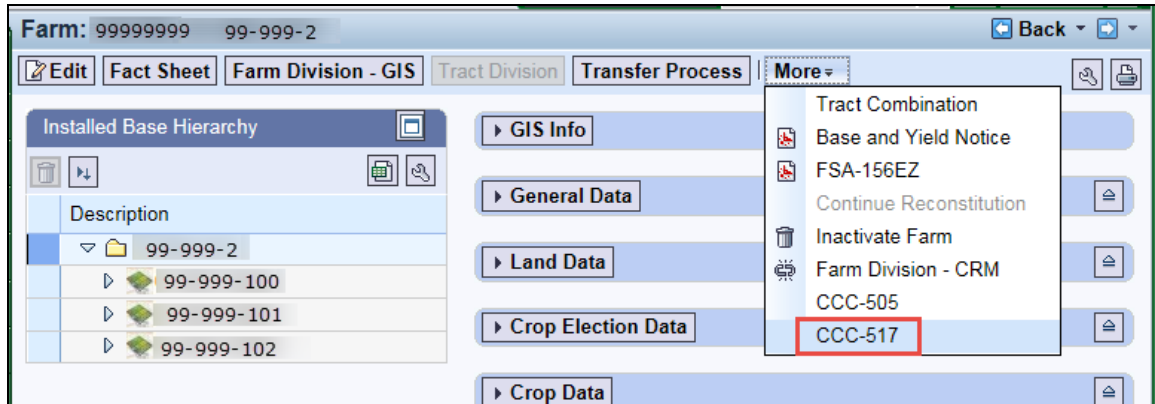 Farm: 99999999 99-999-2
Back
Edit Fact Sheet Farm Division - GIS Tract Division Transfer Process More
Tract Combination
Base and Yield Notice
FSA-156EZ
Continue Reconstitution
Inactivate Farm
Farm Division - CRM
CCC-505
CCC-517
Installed Base Hierarchy
Description
99-999-2
99-999-100
99-999-101
99-999-102
GIS Info
General Data
Land Data
Crop Election Data
Crop Data